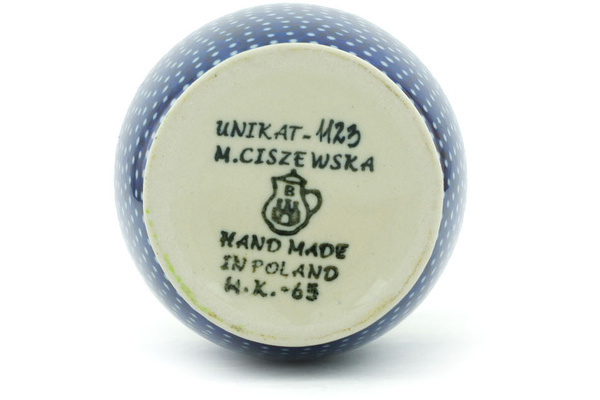 UNIKAT-1123
M.CISZEWSKA
B
HAND MADE
IN POLAND
W.K.-65